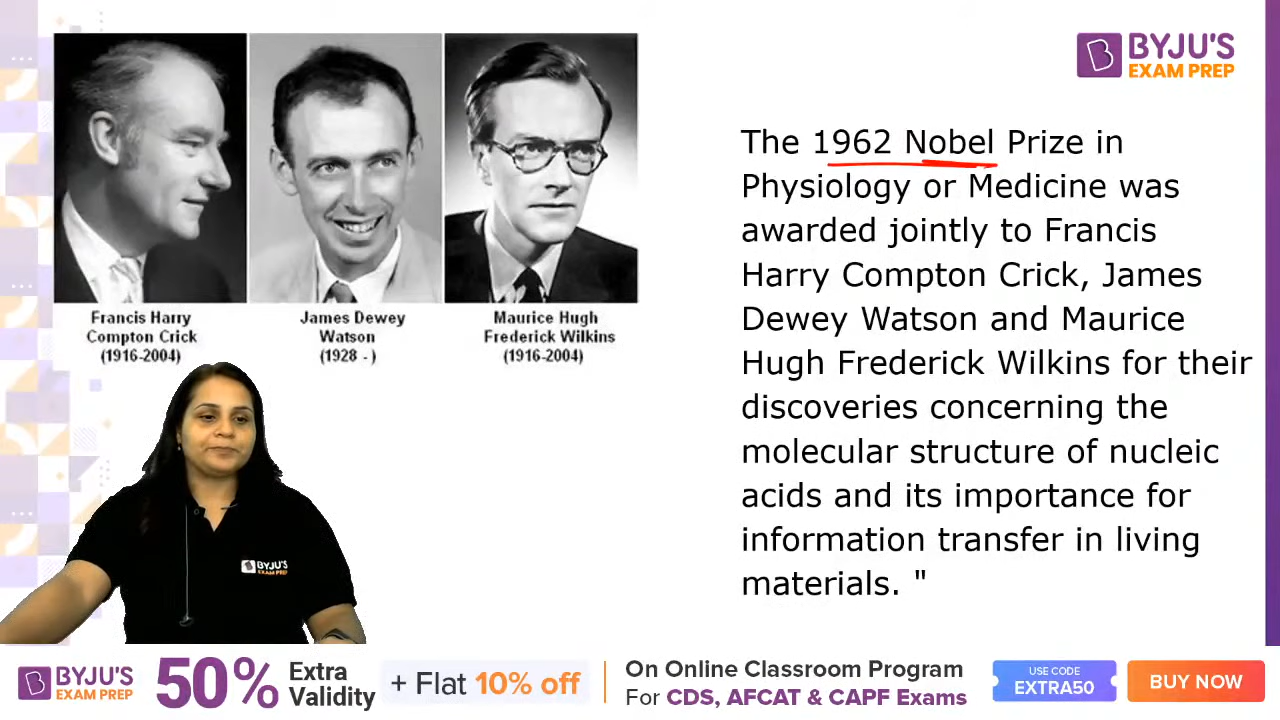 BYJU'S
EXAM PREP
The 1962 Nobel Prize in
Physiology or Medicine was
awarded jointly to Francis
Harry Compton Crick, James
Dewey Watson and Maurice
Hugh Frederick Wilkins for their
discoveries concerning the
molecular structure of nucleic
acids and its importance for
information transfer in living
materials. "
Francis Harry
Compton Crick
(1916-2004)
James Dewey
Watson
(1928 - )
Maurice Hugh
Frederick Wilkins
(1916-2004)
BYJU'S
EXAM PREP
BYJU'S
EXAM PREP
50% Extra
Validity
+ Flat 10% off
On Online Classroom Program
For CDS, AFCAT & CAPF Exams
USE CODE
EXTRA50
BUY NOW